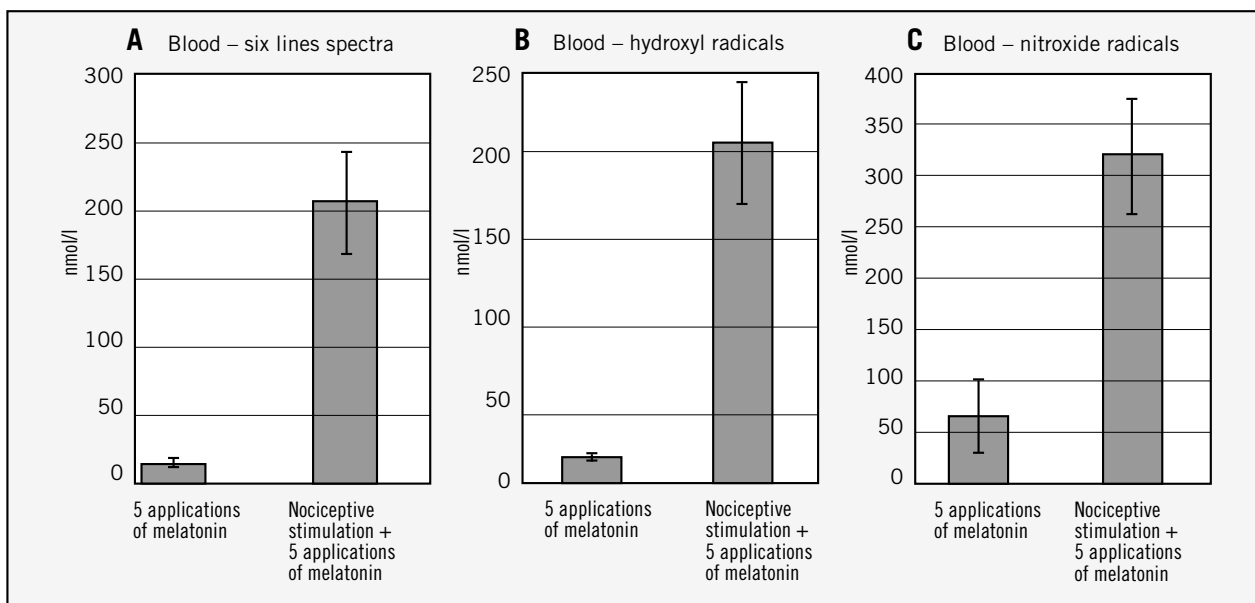 A Blood – six lines spectra
300
250
200
150
100
50
0
nmol/l
5 applications
of melatonin
Nociceptive
stimulation +
5 applications
of melatonin
B Blood – hydroxyl radicals
250
200
150
100
50
0
nmol/l
5 applications
of melatonin
Nociceptive
stimulation +
5 applications
of melatonin
C Blood – nitroxide radicals
400
350
300
250
200
150
100
50
0
nmol/l
5 applications
of melatonin
Nociceptive
stimulation +
5 applications
of melatonin